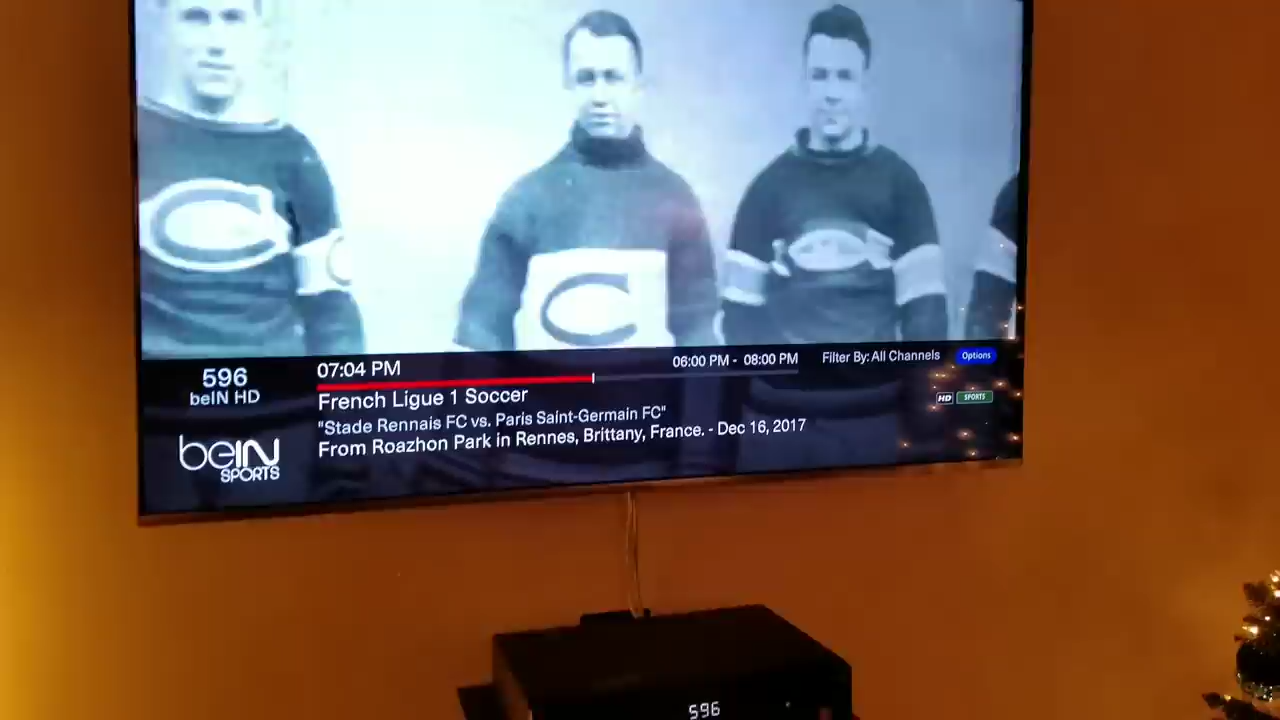 C
C
C
596
beIN HD
beIN
SPORTS
07:04 PM
06:00 PM - 08:00 PM
Filter By: All Channels
Options
French Ligue 1 Soccer
HD
SPORTS
"Stade Rennais FC vs. Paris Saint-Germain FC"
From Roazhon Park in Rennes, Brittany, France. - Dec 16, 2017
596